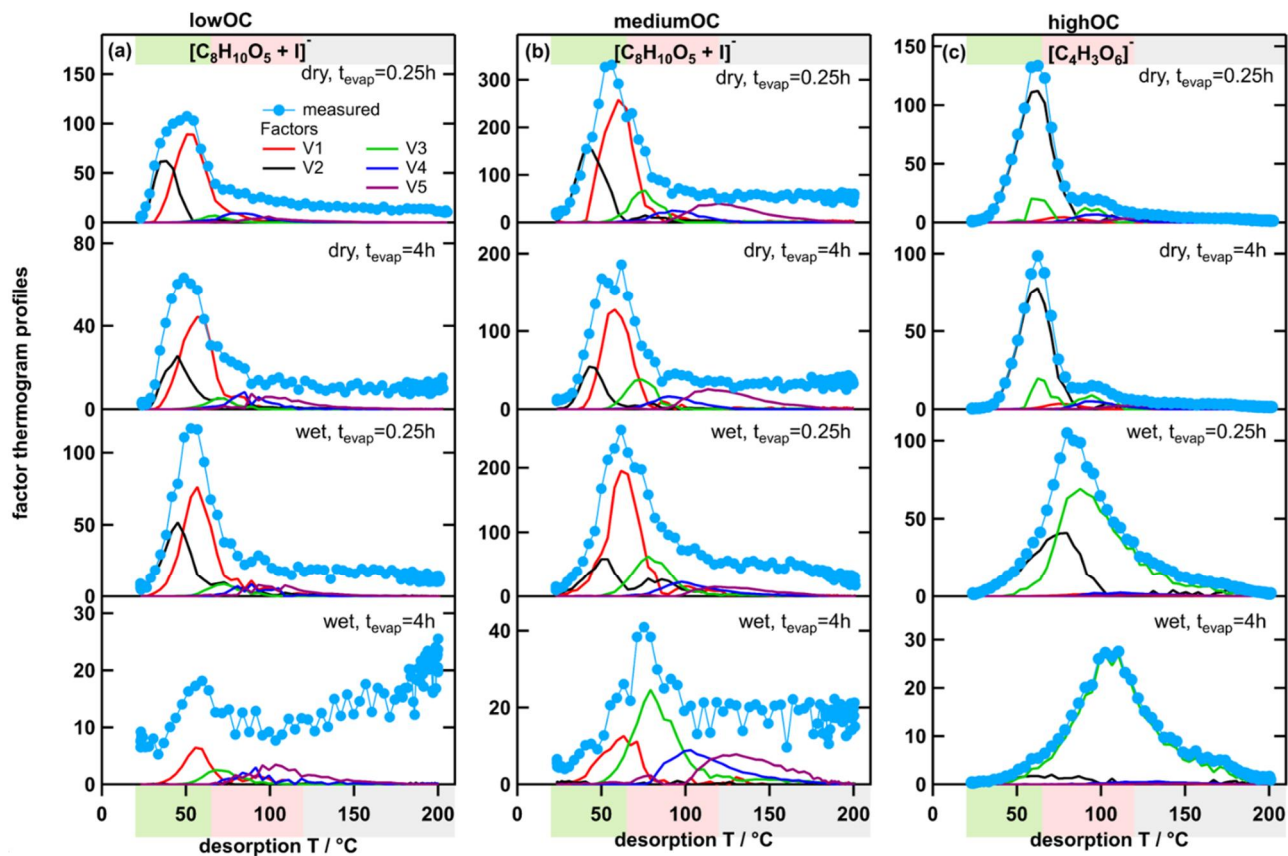 lowOC
mediumOC
highOC
(a) [C₈H₁₀O₅ + I]⁻
(b) [C₈H₁₀O₅ + I]⁻
(c) [C₄H₃O₆]⁻
factor thermogram profiles
dry, tevap=0.25h
150
100
50
0
measured
Factors
V1
V2
V3
V4
V5
dry, tevap=4h
80
40
0
wet, tevap=0.25h
100
50
0
wet, tevap=4h
30
20
10
0
0 50 100 150 200
desorption T / °C
dry, tevap=0.25h
300
200
100
0
dry, tevap=4h
200
100
0
wet, tevap=0.25h
200
100
0
wet, tevap=4h
40
20
0
0 50 100 150 200
desorption T / °C
dry, tevap=0.25h
100
50
0
dry, tevap=4h
100
50
0
wet, tevap=0.25h
100
50
0
wet, tevap=4h
30
20
10
0
0 50 100 150 200
desorption T / °C